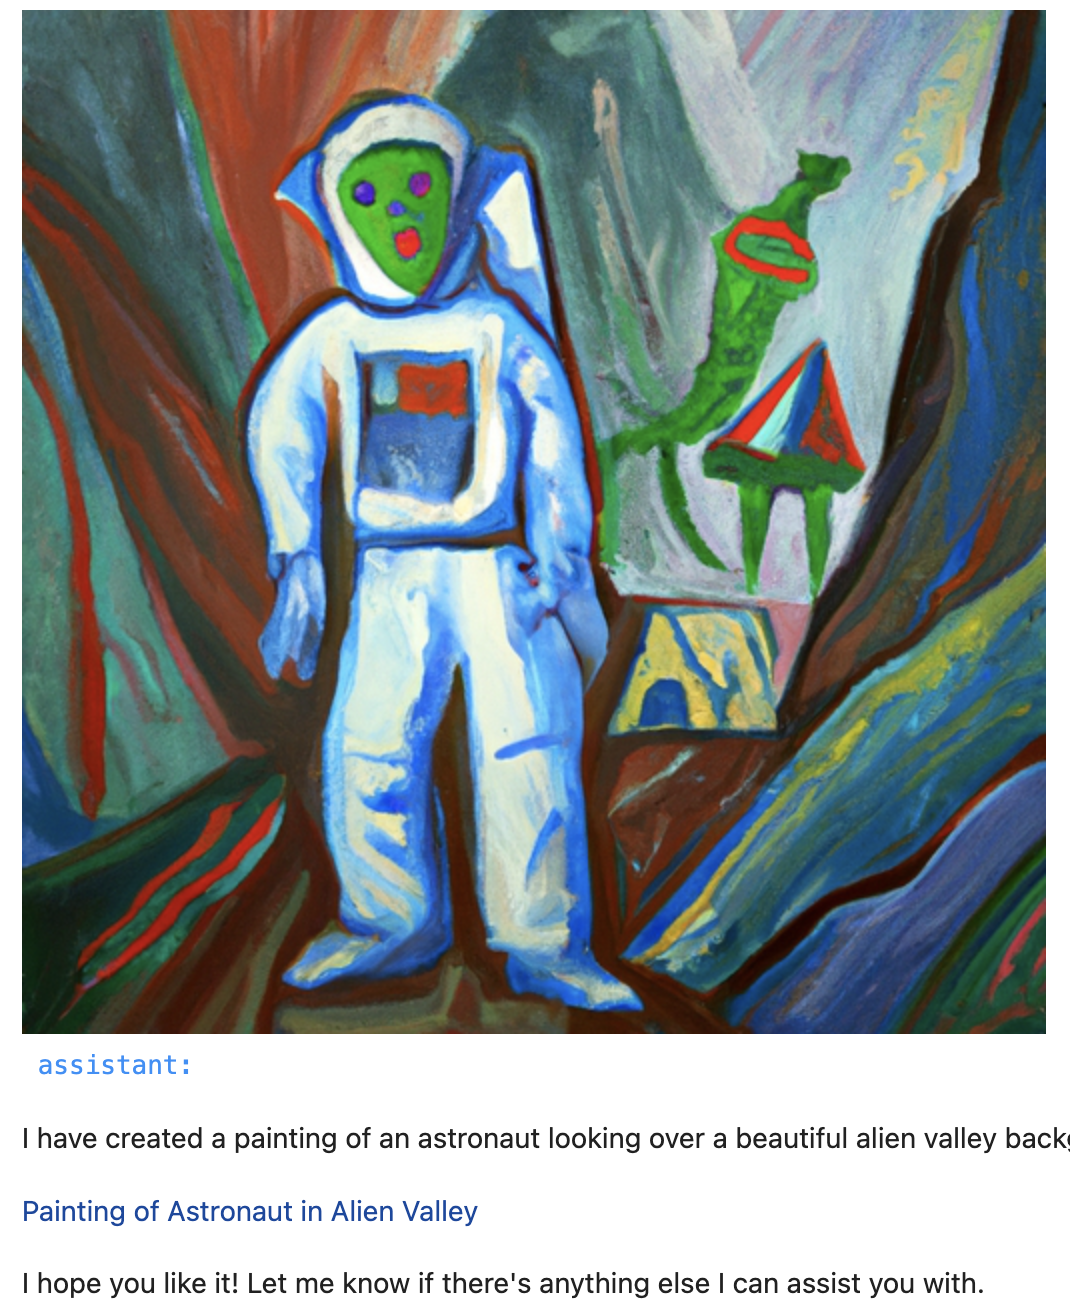 assistant:
I have created a painting of an astronaut looking over a beautiful alien valley
Painting of Astronaut in Alien Valley
I hope you like it! Let me know if there's anything else I can assist you with.